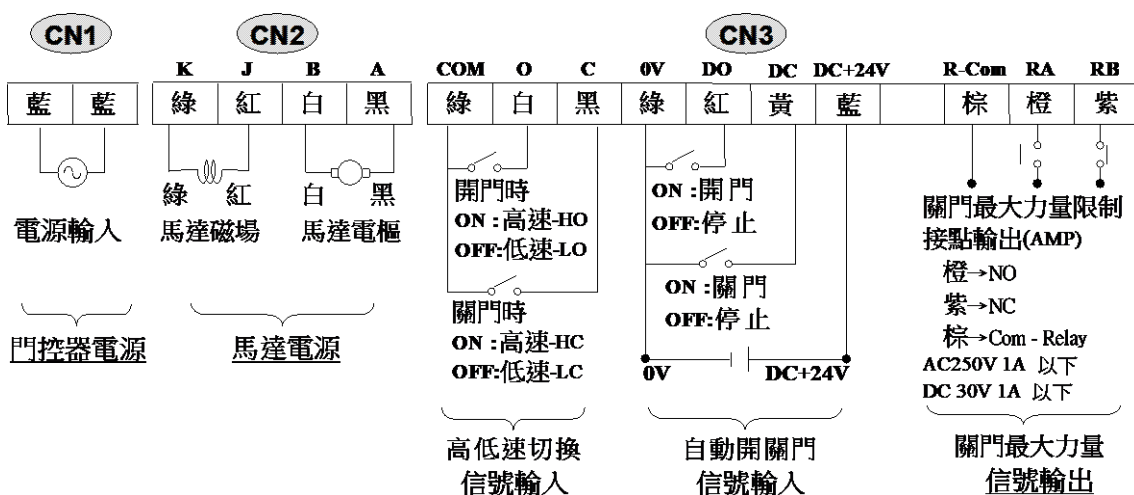 CN1 CN2 CN3
K J B A COM O C 0V DO DC DC+24V R-Com RA RB
藍 藍 綠 紅 白 黑 綠 白 黑 綠 紅 黃 藍 棕 橙 紫
綠 紅 白 黑
電源輸入 馬達磁場 馬達電樞
門控器電源 馬達電源
開門時
ON :高速-HO
OFF:低速-LO
關門時
ON :高速-HC
OFF:低速-LC
高低速切換
信號輸入
ON :開門
OFF:停止
ON :關門
OFF:停止
0V DC+24V
自動開關門
信號輸入
關門最大力量限制
接點輸出(AMP)
橙→NO
紫→NC
棕→Com - Relay
AC250V 1A 以下
DC 30V 1A 以下
關門最大力量
信號輸出